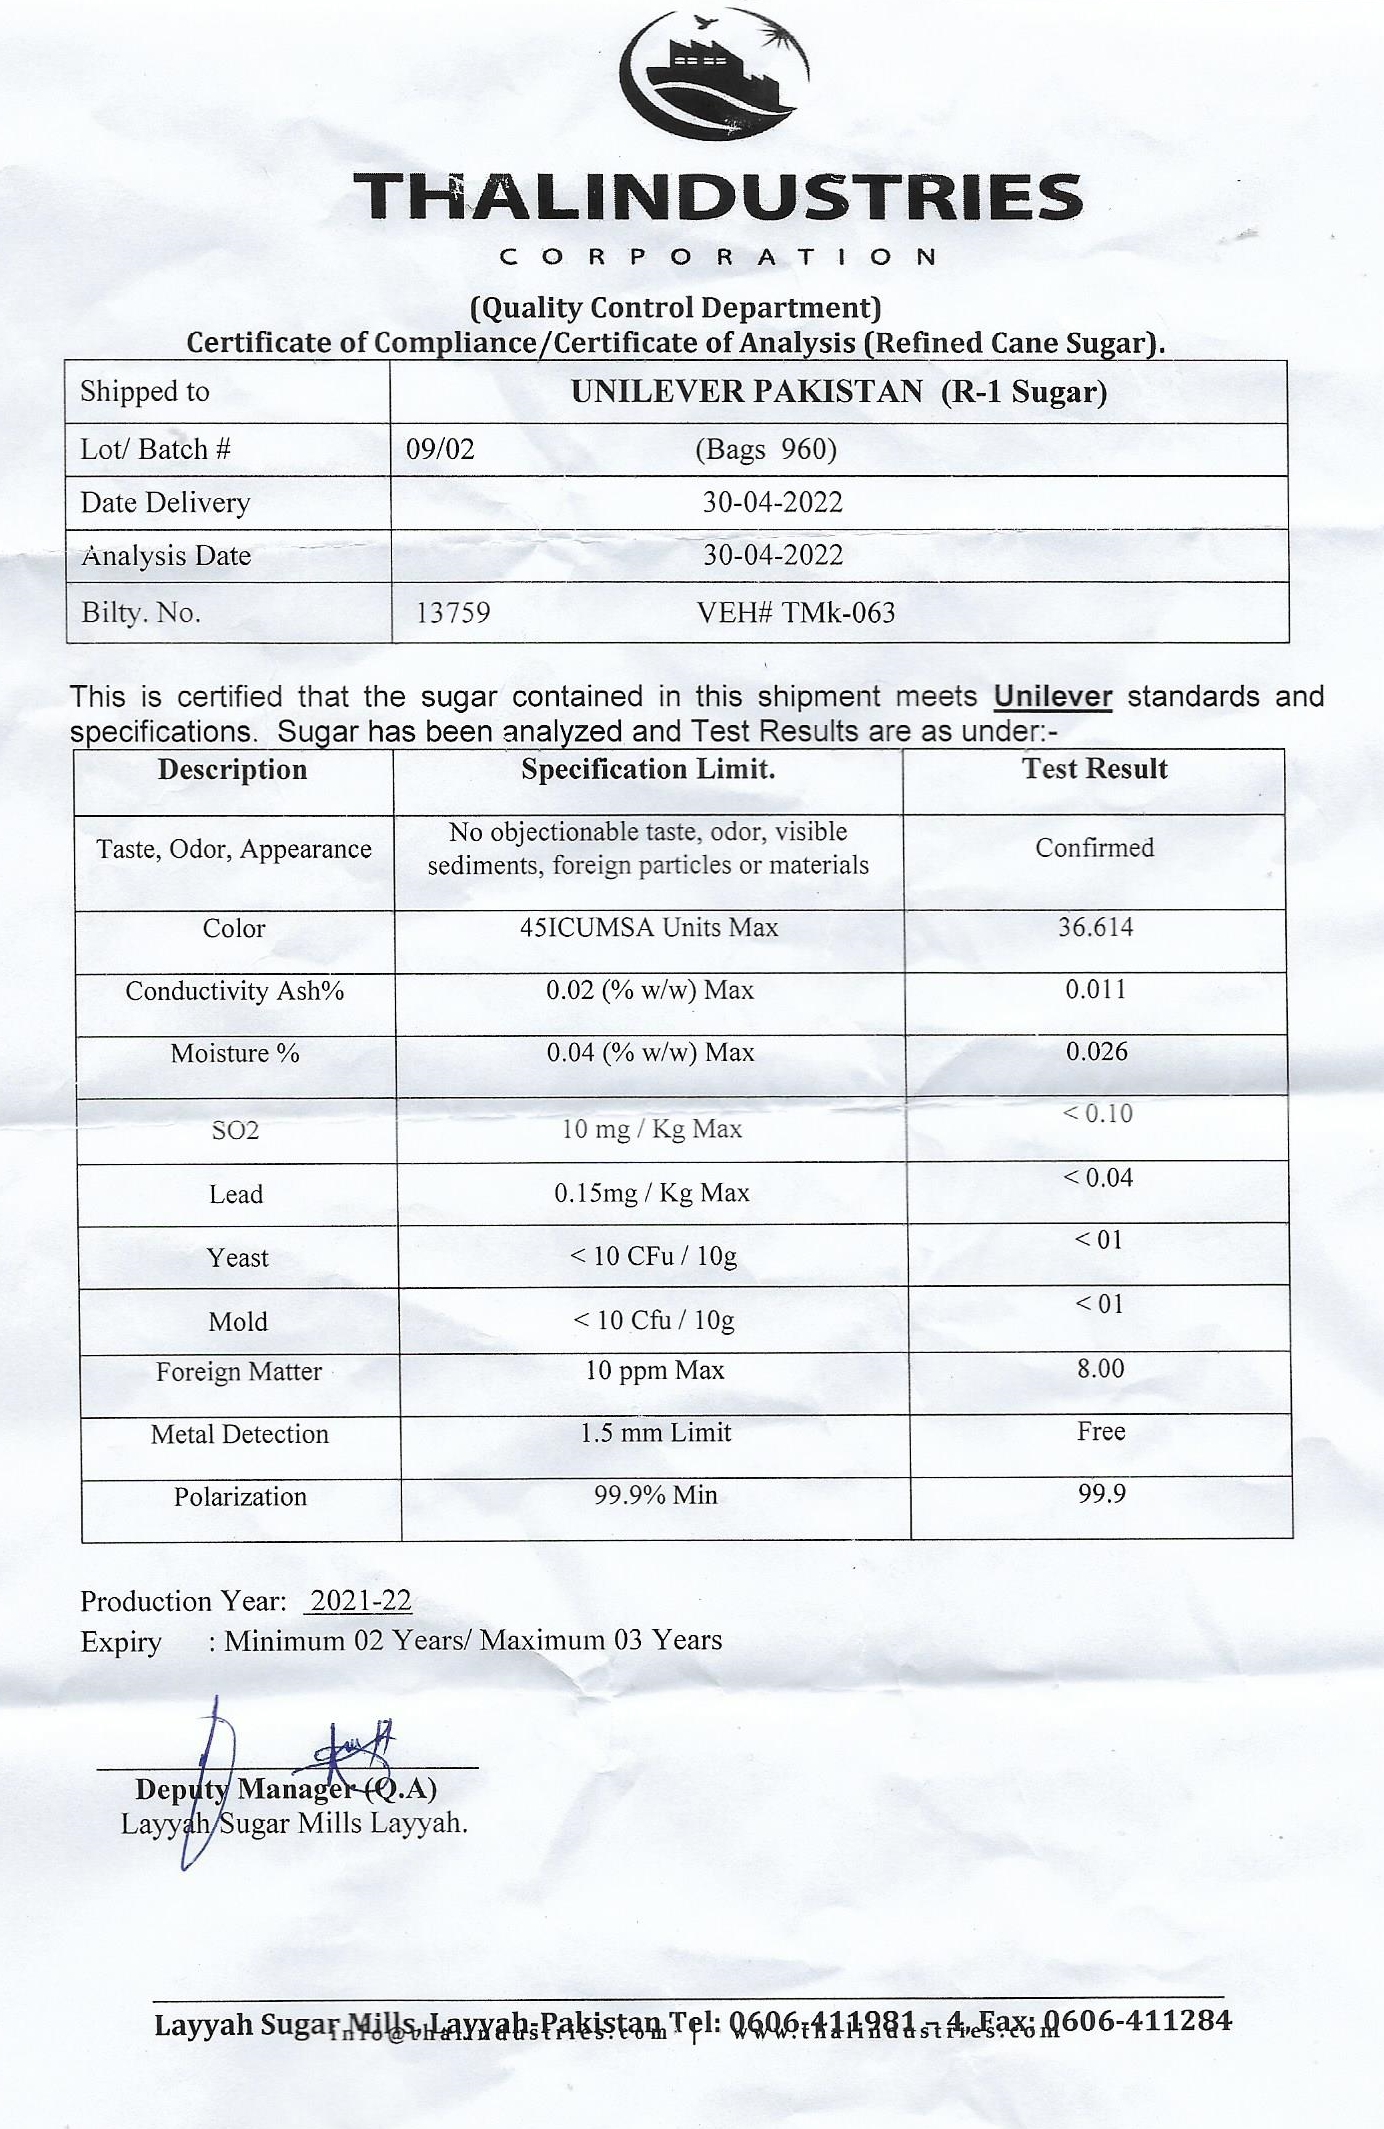 THALINDUSTRIES
CORPORATION
(Quality Control Department)
Certificate of Compliance/Certificate of Analysis (Refined Cane Sugar).
Shipped to UNILEVER PAKISTAN (R-1 Sugar)
Lot/ Batch # 09/02 (Bags 960)
Date Delivery 30-04-2022
Analysis Date 30-04-2022
Bilty. No. 13759 VEH# TMk-063
This is certified that the sugar contained in this shipment meets Unilever standards and
specifications. Sugar has been analyzed and Test Results are as under:-
Description Specification Limit. Test Result
Taste, Odor, Appearance No objectionable taste, odor, visible
sediments, foreign particles or materials Confirmed
Color 45ICUMSA Units Max 36.614
Conductivity Ash% 0.02 (% w/w) Max 0.011
Moisture % 0.04 (% w/w) Max 0.026
SO2 10 mg / Kg Max < 0.10
Lead 0.15mg / Kg Max < 0.04
Yeast < 10 CFu / 10g < 01
Mold < 10 Cfu / 10g < 01
Foreign Matter 10 ppm Max 8.00
Metal Detection 1.5 mm Limit Free
Polarization 99.9% Min 99.9
Production Year: 2021-22
Expiry : Minimum 02 Years/ Maximum 03 Years
Deputy Manager (Q.A)
Layyah Sugar Mills Layyah.
Layyah Sugar Mills, Layyah-Pakistan Tel: 0606-411981 – 4, Fax: 0606-411284
info@thalindustries.com | www.thalindustries.com